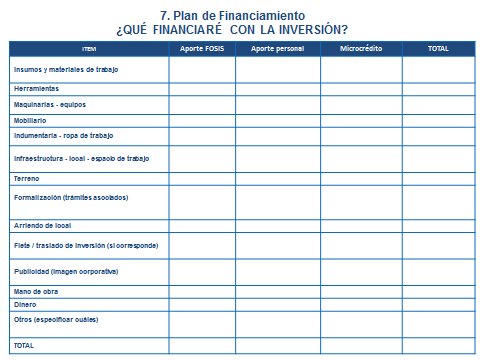 7. Plan de Financiamiento
¿QUÉ FINANCIARÉ CON LA INVERSIÓN?
ITEM Aporte FOSIS Aporte personal Microcrédito TOTAL
Insumos y materiales de trabajo
Herramientas
Maquinarias - equipos
Mobiliario
Indumentaria - ropa de trabajo
Infraestructura - local - espacio de trabajo
Terreno
Formalización (trámites asociados)
Arriendo de local
Flete / traslado de inversión (si corresponde)
Publicidad (imagen corporativa)
Mano de obra
Dinero
Otros (especificar cuáles)
TOTAL